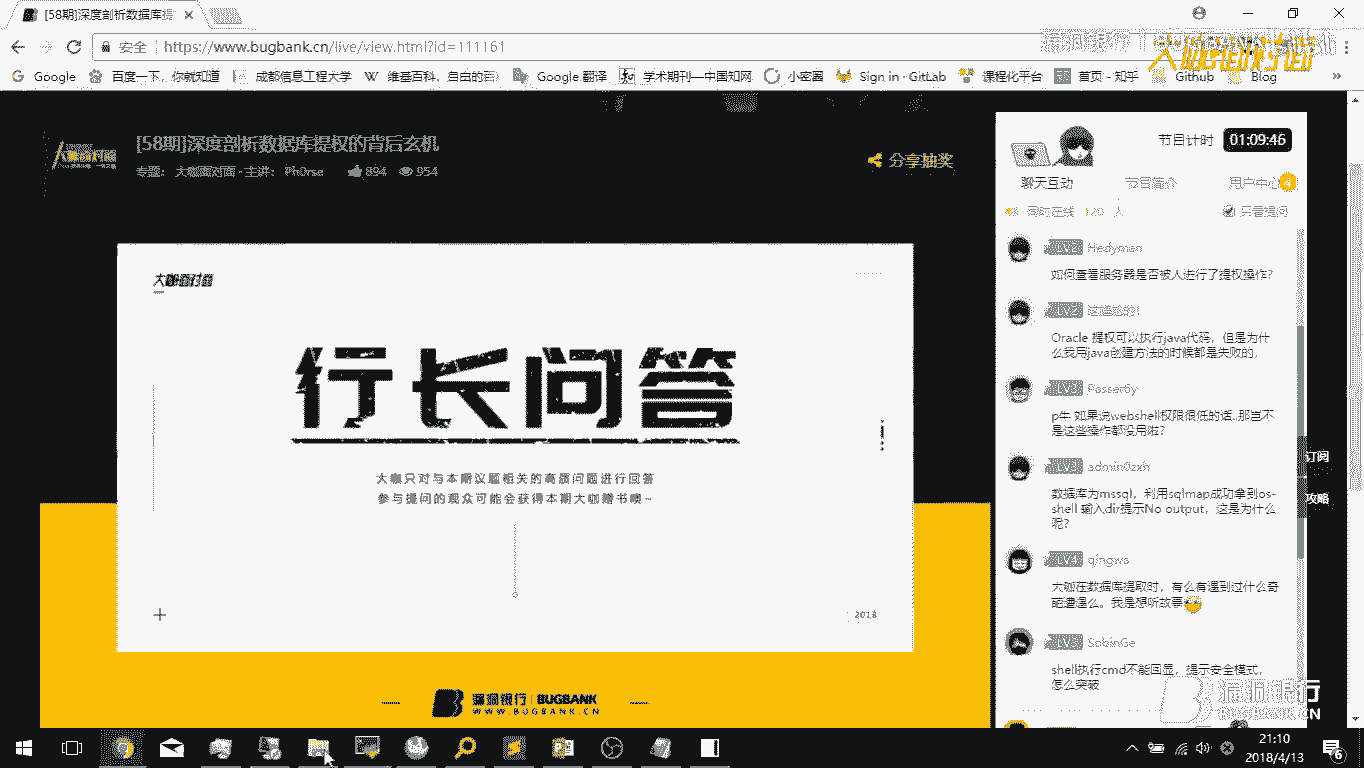 [58期]深度剖析数据库提
安全
https://www.bugbank.cn/live/view.html?id=111161
Google
百度一下，你就知道
成都信息工程大学
维基百科，自由的百
Google 翻译
学术期刊—中国知网
小密圈
Sign in · GitLab
课程化平台
首页 - 知乎
Github
Blog
»
[58期]深度剖析数据库提权的背后玄机
专题： 大咖面对面 - 主讲： Ph0rse
894
954
分享抽奖
大咖面对面
行长问答
大咖只对与本期议题相关的高质问题进行回答
参与提问的观众可能会获得本期大咖赠书噢~
2018
漏洞银行 | BUGBANK
WWW.BUGBANK.CN
节目计时
01:09:46
聊天互动
节目简介
用户中心
4
同时在线 120 人
只看提问
LV2 Hedyman
如何查看服务器是否被人进行了提权操作?
LV2 这尴尬的!
Oracle 提权可以执行java代码，但是为什
么我用java创建方法的时候都是失败的,
LV3 Passer6y
p牛 如果说webshell权限很低的话..那岂不
是这些操作都没用啦?
LV3 admin0zxh
数据库为mssql，利用sqlmap成功拿到os-
shell 输入dir提示No output，这是为什么
呢?
LV4 qingwa
大咖在数据库提取时，有么有遇到过什么奇
葩遭遇么。我是想听故事
LV3 SobinGe
shell执行cmd不能回显，提示安全模式，
怎么突破
订阅
攻略
漏洞银行
BUGBANK.CN
21:10
2018/4/13
6